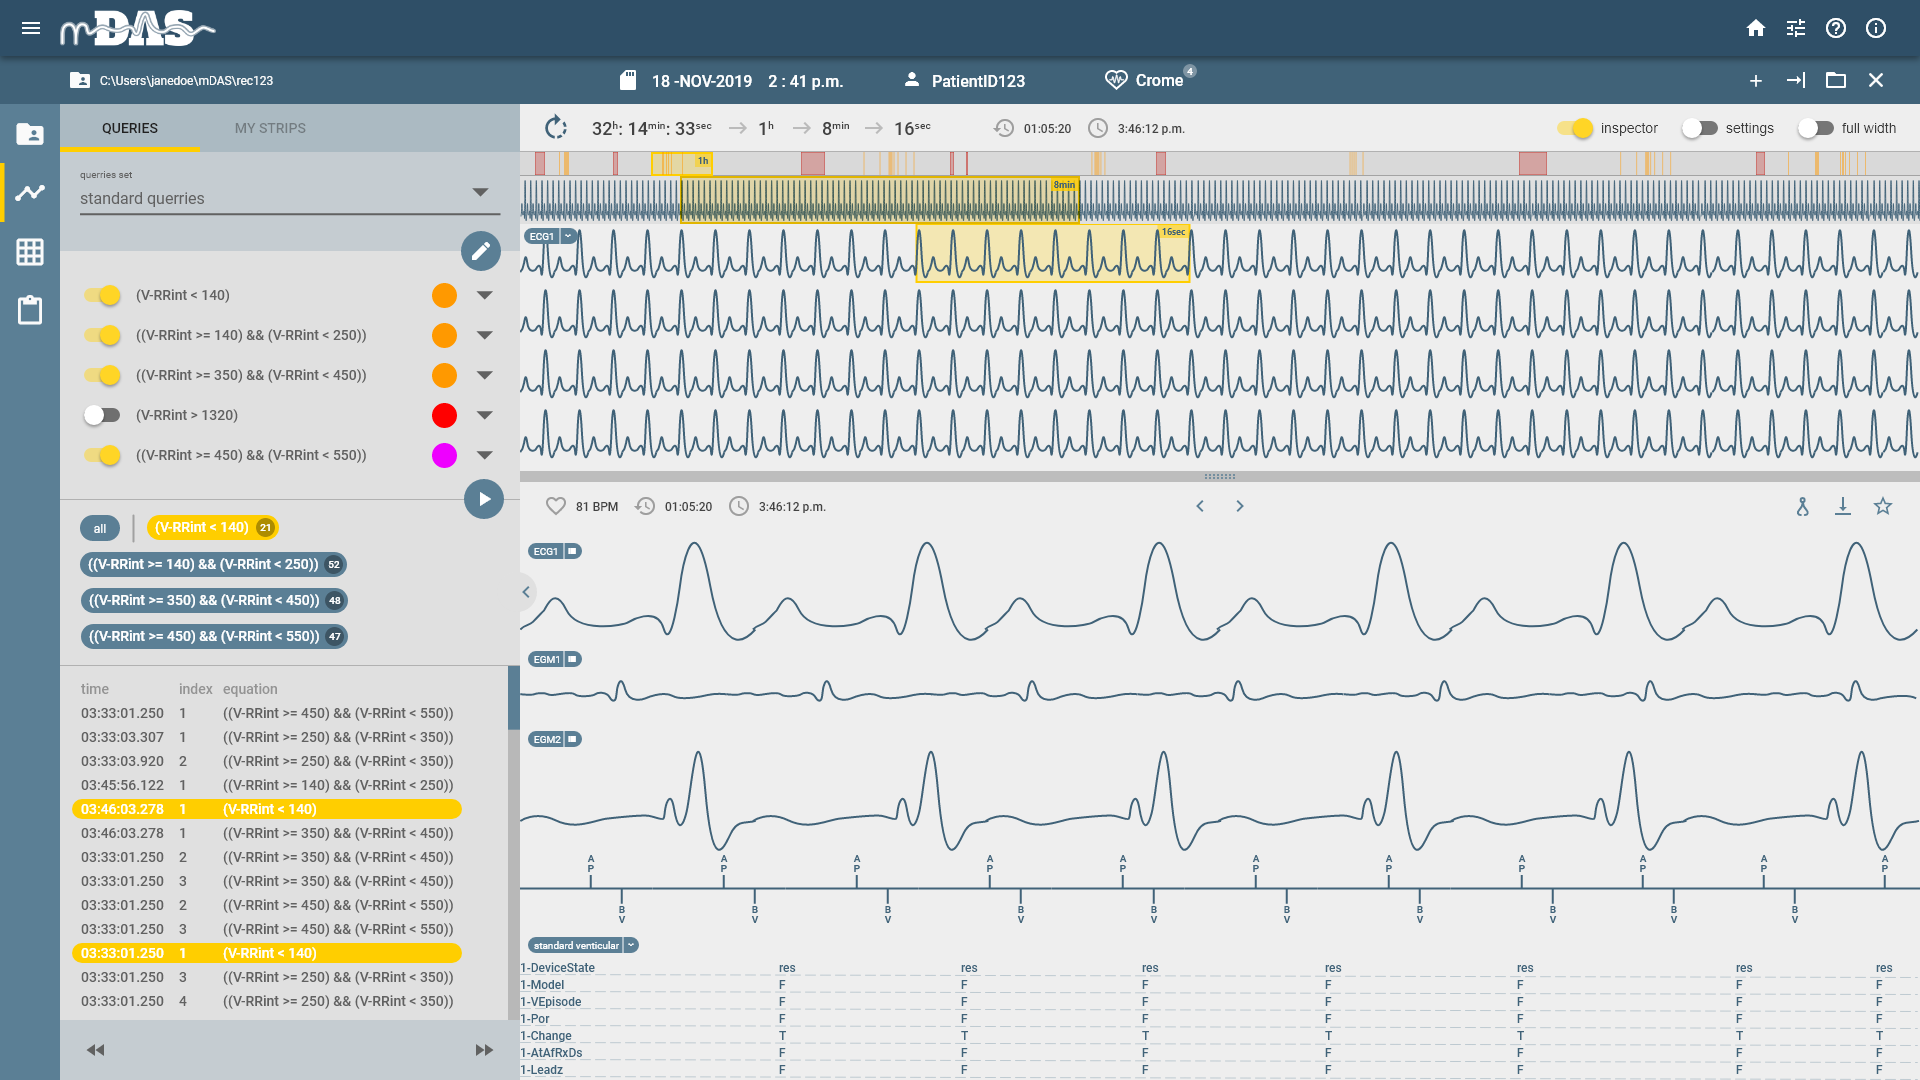 mDAS
C:\Users\janedoe\mDAS\rec123
18 -NOV-2019 2 : 41 p.m.
PatientID123
Crome 4
QUERIES MY STRIPS
querries set
standard querries
(V-RRint < 140)
((V-RRint >= 140) && (V-RRint < 250))
((V-RRint >= 350) && (V-RRint < 450))
(V-RRint > 1320)
((V-RRint >= 450) && (V-RRint < 550))
all (V-RRint < 140) 21
((V-RRint >= 140) && (V-RRint < 250)) 52
((V-RRint >= 350) && (V-RRint < 450)) 48
((V-RRint >= 450) && (V-RRint < 550)) 47
time index equation
03:33:01.250 1 ((V-RRint >= 450) && (V-RRint < 550))
03:33:03.307 1 ((V-RRint >= 250) && (V-RRint < 350))
03:33:03.920 2 ((V-RRint >= 250) && (V-RRint < 350))
03:45:56.122 1 ((V-RRint >= 140) && (V-RRint < 250))
03:46:03.278 1 (V-RRint < 140)
03:46:03.278 1 ((V-RRint >= 350) && (V-RRint < 450))
03:33:01.250 2 ((V-RRint >= 350) && (V-RRint < 450))
03:33:01.250 3 ((V-RRint >= 350) && (V-RRint < 450))
03:33:01.250 2 ((V-RRint >= 450) && (V-RRint < 550))
03:33:01.250 3 ((V-RRint >= 450) && (V-RRint < 550))
03:33:01.250 1 (V-RRint < 140)
03:33:01.250 3 ((V-RRint >= 250) && (V-RRint < 350))
03:33:01.250 4 ((V-RRint >= 250) && (V-RRint < 350))
32h: 14min: 33sec 1h 8min 16sec 01:05:20 3:46:12 p.m. inspector settings full width
1h
8min
ECG1 16sec
81 BPM 01:05:20 3:46:12 p.m.
ECG1
EGM1
EGM2
A A A A A A A A A A A
P P P P P P P P P P P
B B B B B B B B B B
V V V V V V V V V V
standard venticular
1-DeviceState res res res res res res res
1-Model F F F F F F F
1-VEpisode F F F F F F F
1-Por F F F F F F F
1-Change T T T T T T T
1-AtAfRxDs F F F F F F F
1-Leadz F F F F F F F